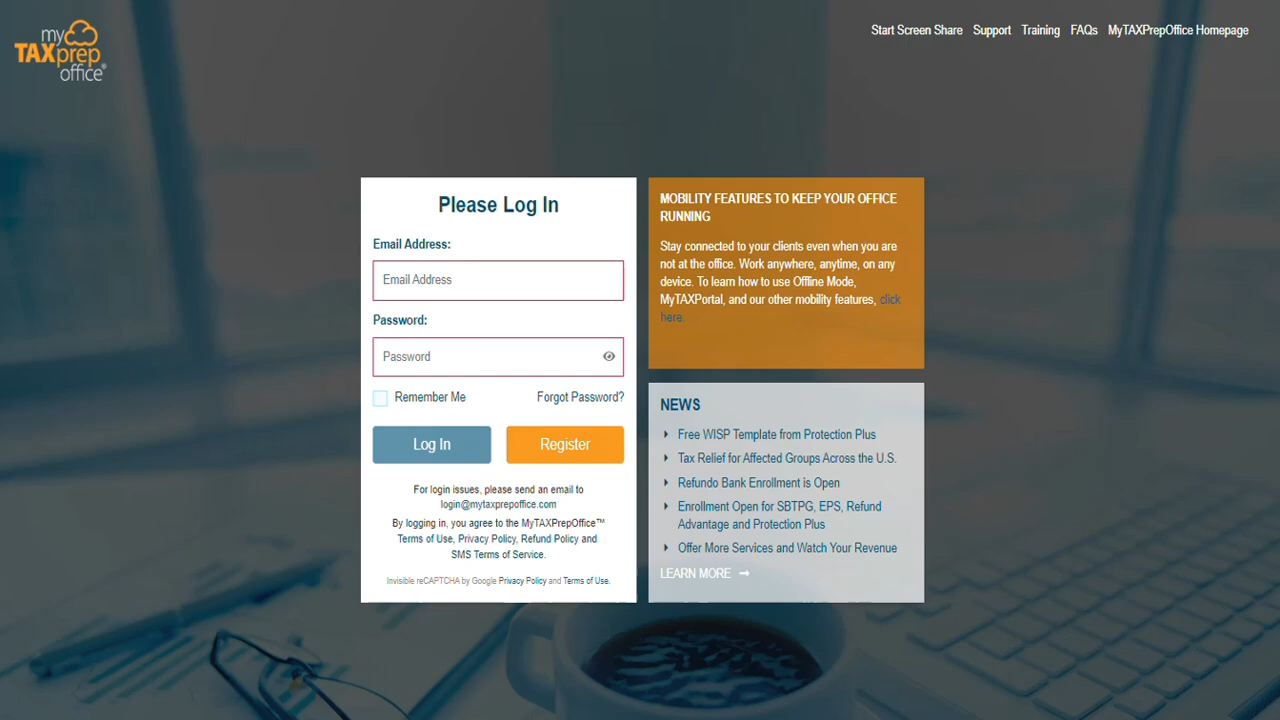 my
TAXprep
office®
Start Screen Share Support Training FAQs MyTAXPrepOffice Homepage
Please Log In
Email Address:
Email Address
Password:
Password
Remember Me Forgot Password?
Log In Register
For login issues, please send an email to
login@mytaxprepoffice.com
By logging in, you agree to the MyTAXPrepOffice™
Terms of Use, Privacy Policy, Refund Policy and
SMS Terms of Service.
Invisible reCAPTCHA by Google Privacy Policy and Terms of Use.
MOBILITY FEATURES TO KEEP YOUR OFFICE
RUNNING
Stay connected to your clients even when you are
not at the office. Work anywhere, anytime, on any
device. To learn how to use Offline Mode,
MyTAXPortal, and our other mobility features, click
here.
NEWS
Free WISP Template from Protection Plus
Tax Relief for Affected Groups Across the U.S.
Refundo Bank Enrollment is Open
Enrollment Open for SBTPG, EPS, Refund
Advantage and Protection Plus
Offer More Services and Watch Your Revenue
LEARN MORE